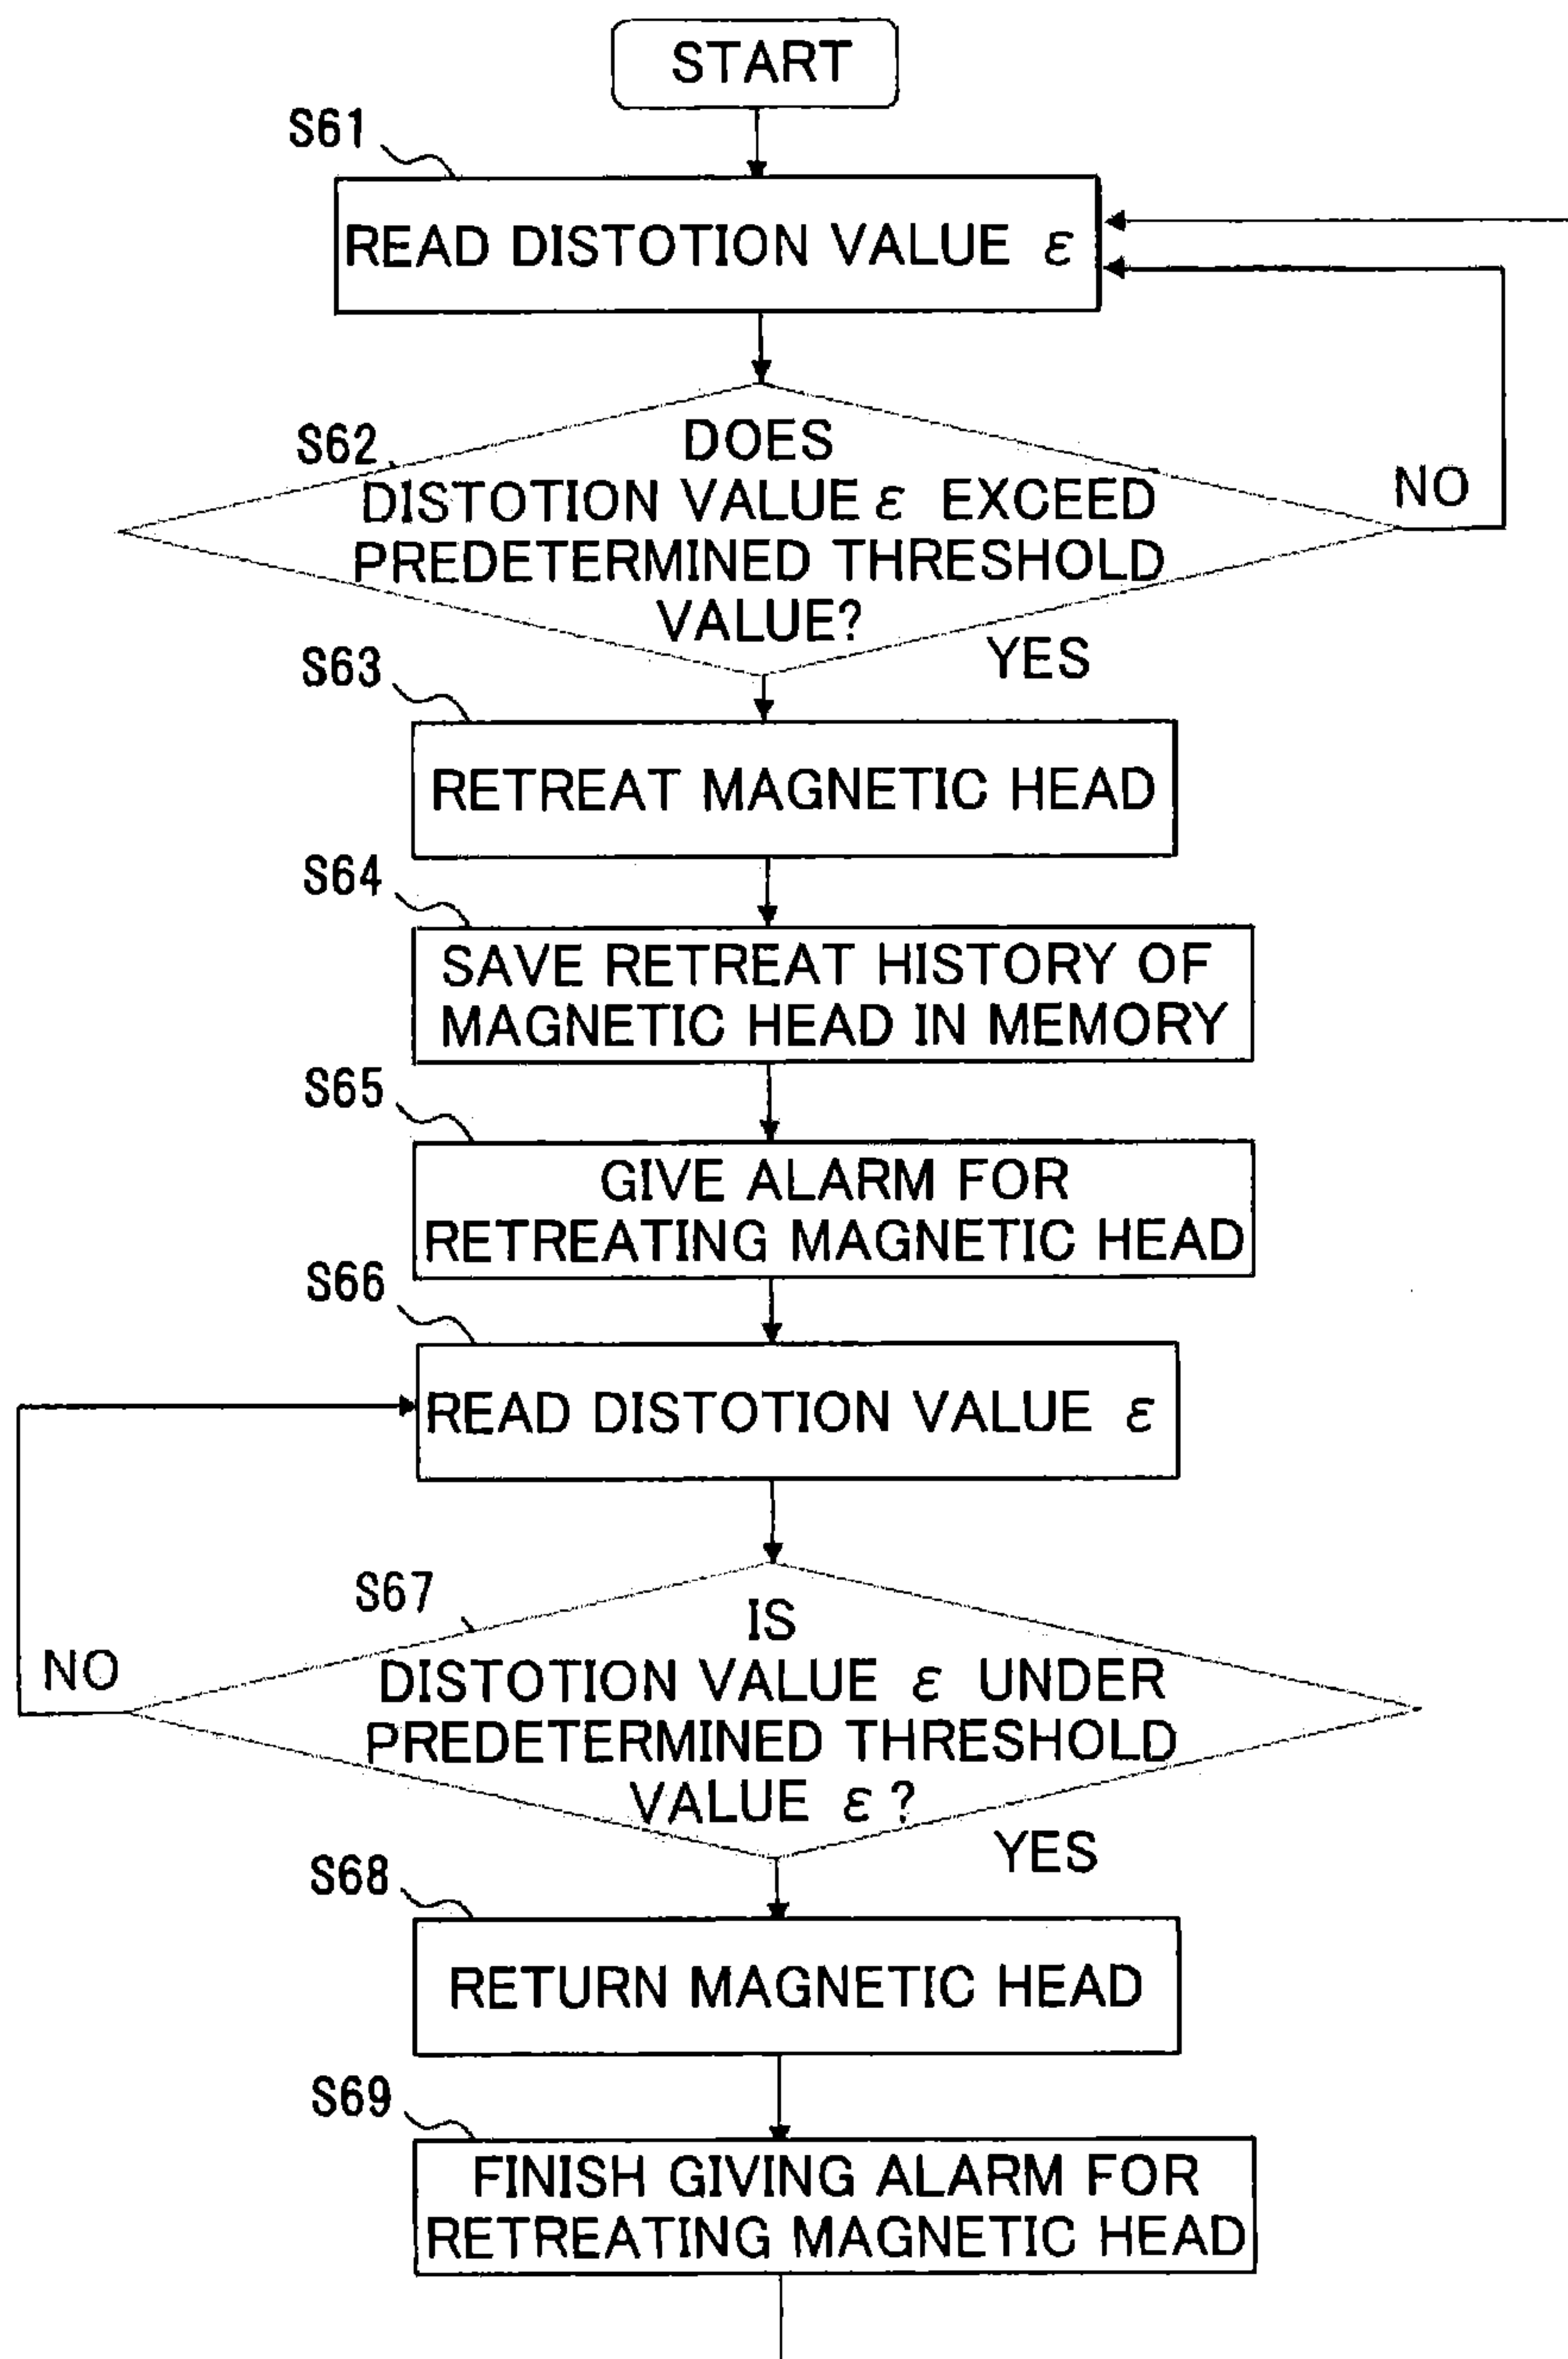 START
S61
READ DISTOTION VALUE ε
S62
DOES
DISTOTION VALUE ε EXCEED
PREDETERMINED THRESHOLD
VALUE?
NO
YES
S63
RETREAT MAGNETIC HEAD
S64
SAVE RETREAT HISTORY OF
MAGNETIC HEAD IN MEMORY
S65
GIVE ALARM FOR
RETREATING MAGNETIC HEAD
S66
READ DISTOTION VALUE ε
S67
IS
DISTOTION VALUE ε UNDER
PREDETERMINED THRESHOLD
VALUE ε?
NO
YES
S68
RETURN MAGNETIC HEAD
S69
FINISH GIVING ALARM FOR
RETREATING MAGNETIC HEAD